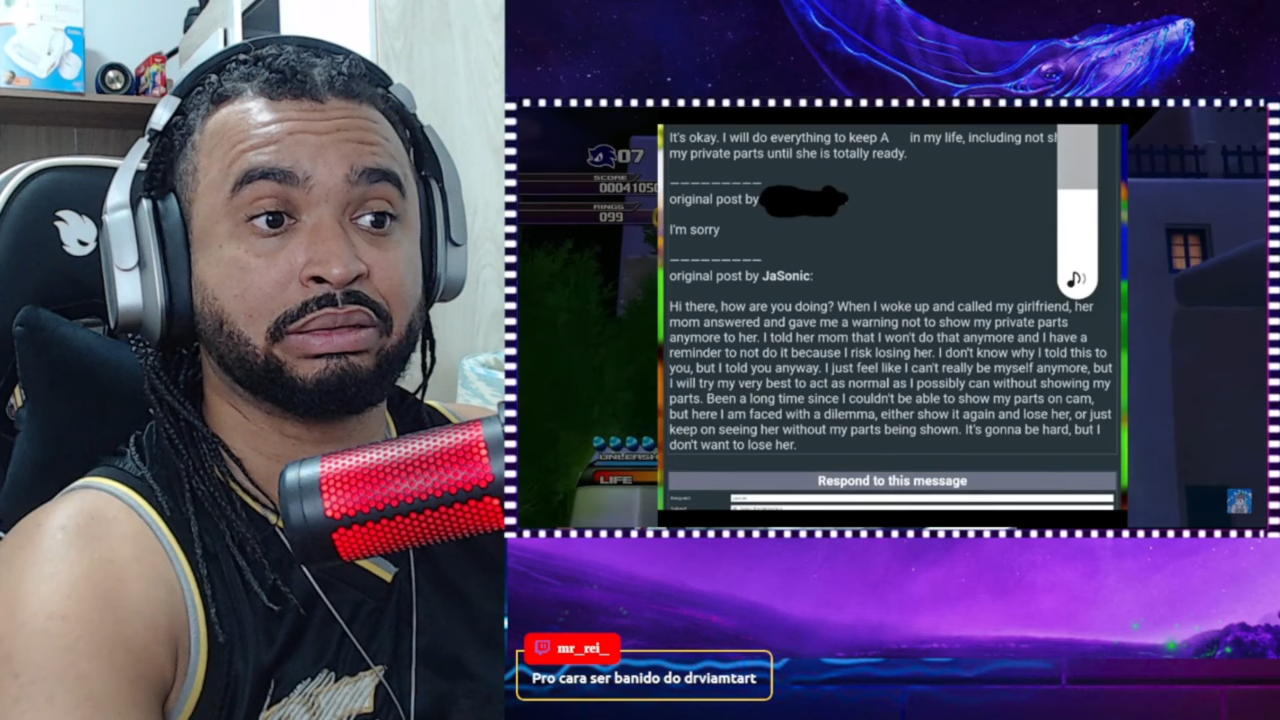 07
SCORE
0004105
RINGS
099
It's okay. I will do everything to keep A in my life, including not sh
my private parts until she is totally ready.
_________
original post by
I'm sorry
_________
original post by JaSonic:
Hi there, how are you doing? When I woke up and called my girlfriend, her
mom answered and gave me a warning not to show my private parts
anymore to her. I told her mom that I won't do that anymore and I have a
reminder to not do it because I risk losing her. I don't know why I told this to
you, but I told you anyway. I just feel like I can't really be myself anymore, but
I will try my very best to act as normal as I possibly can without showing my
parts. Been a long time since I couldn't be able to show my parts on cam,
but here I am faced with a dilemma, either show it again and lose her, or just
keep on seeing her without my parts being shown. It's gonna be hard, but I
don't want to lose her.
UNLEASH
LIFE
Respond to this message
mr_rei_
Pro cara ser banido do drviamtart